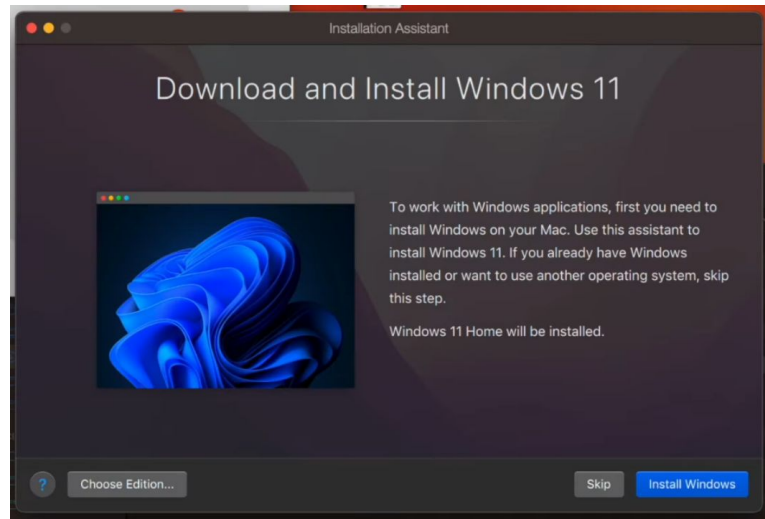 Installation Assistant
Download and Install Windows 11
To work with Windows applications, first you need to
install Windows on your Mac. Use this assistant to
install Windows 11. If you already have Windows
installed or want to use another operating system, skip
this step.
Windows 11 Home will be installed.
?
Choose Edition...
Skip
Install Windows